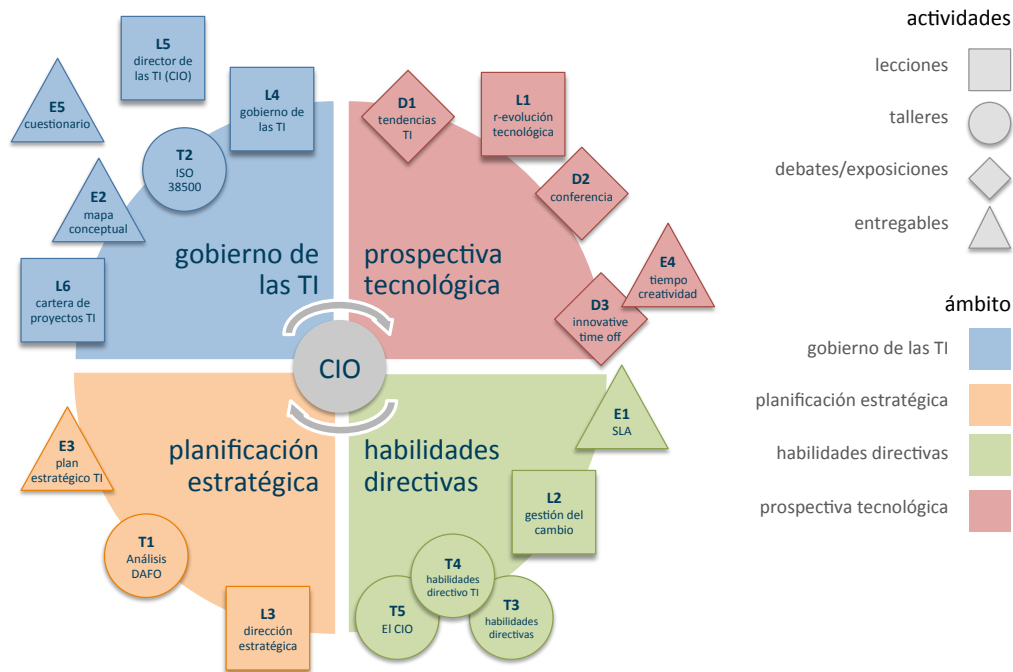 L5
director de
las TI (CIO)
L4
gobierno de
las TI
E5
cuestionario
T2
ISO
38500
E2
mapa
conceptual
L6
cartera de
proyectos TI
gobierno de
las TI
D1
tendencias
TI
L1
r-evolución
tecnológica
D2
conferencia
E4
tiempo
creatividad
D3
innovative
time off
prospectiva
tecnológica
CIO
E3
plan
estratégico TI
T1
Análisis
DAFO
L3
dirección
estratégica
planificación
estratégica
habilidades
directivas
E1
SLA
L2
gestión del
cambio
T4
habilidades
directivo TI
T5
El CIO
T3
habilidades
directivas
actividades
lecciones
talleres
debates/exposiciones
entregables
ámbito
gobierno de las TI
planificación estratégica
habilidades directivas
prospectiva tecnológica